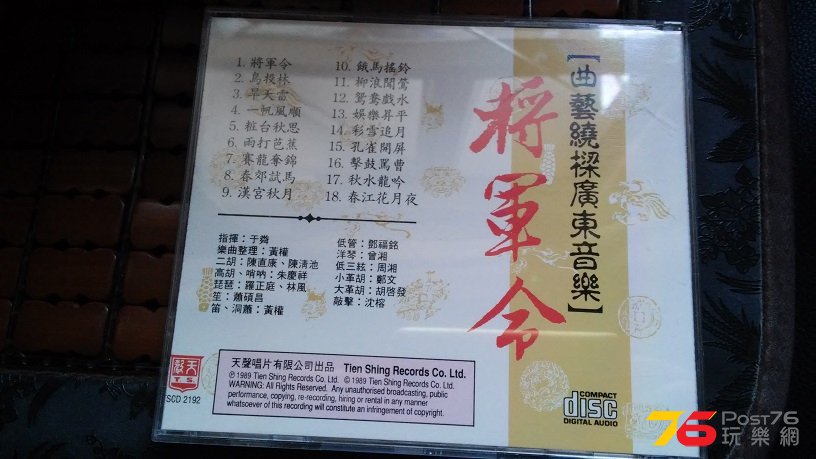 1. 將軍令
2. 鳥投林
3. 旱天雷
4. 一帆風順
5. 粧台秋思
6. 雨打芭蕉
7. 賽龍奪錦
8. 春郊試馬
9. 漢宮秋月
10. 餓馬搖鈴
11. 柳浪聞鶯
12. 鴛鴦戲水
13. 娛樂昇平
14. 彩雲追月
15. 孔雀開屏
16. 擊鼓罵曹
17. 秋水龍吟
18. 春江花月夜
【曲藝繞樑廣東音樂】
將軍令
指揮：于粦
樂曲整理：黃權
二胡：陳直康、陳淸池
高胡、哨吶：朱慶祥
琵琶：羅正庭、林風
笙：蕭碩昌
笛、洞蕭：黃權
低管：鄧福銘
洋琴：曾湘
低三絃：周湘
小革胡：鄭文
大革胡：胡啓發
敲擊：沈榕
天聲
T.S.
TSCD 2192
天聲唱片有限公司出品 Tien Shing Records Co. Ltd.
Ⓟ 1989 Tien Shing Records Co. Ltd. © 1989 Tien Shing Records Co. Ltd.
WARNING: All Rights Reserved. Any unauthorised broadcasting, public
performance, copying, re-recording, hiring or rental in any manner
whatsoever of this recording will constitute an infringement of copyright.
COMPACT
disc
DIGITAL AUDIO
76 POST76
玩樂網